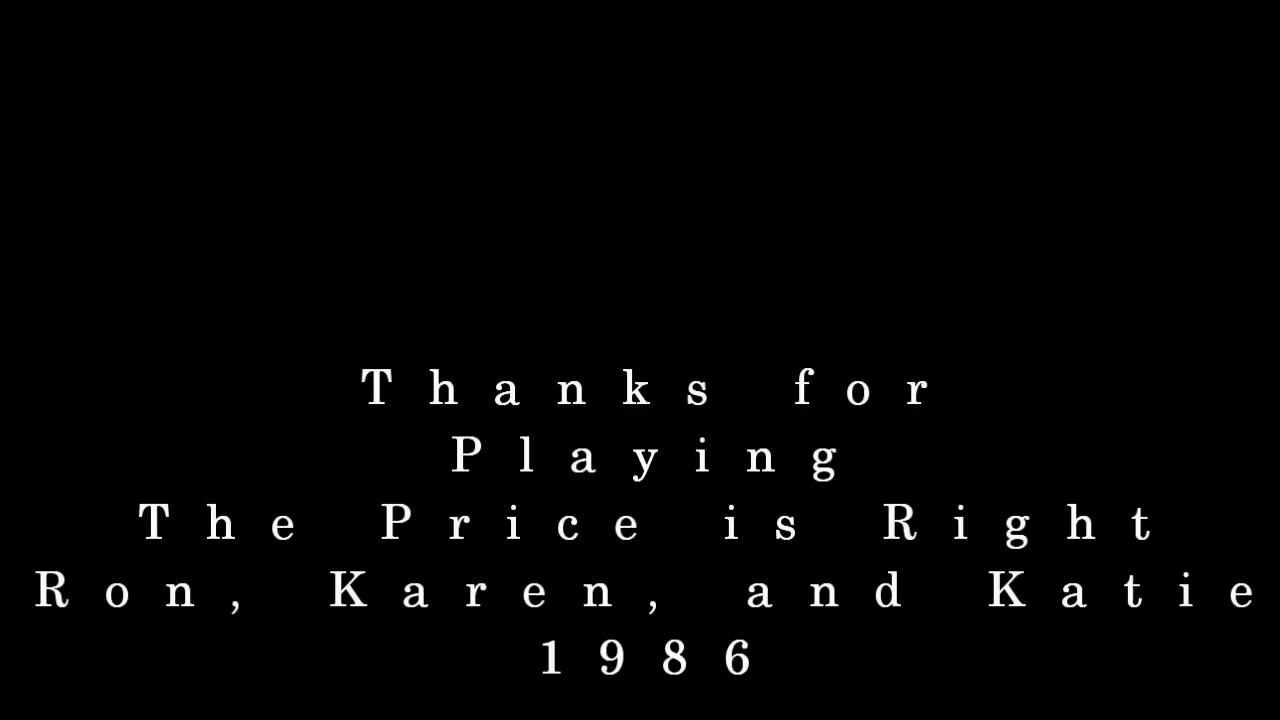 Thanks for
Playing
The Price is Right
Ron, Karen, and Katie
1986